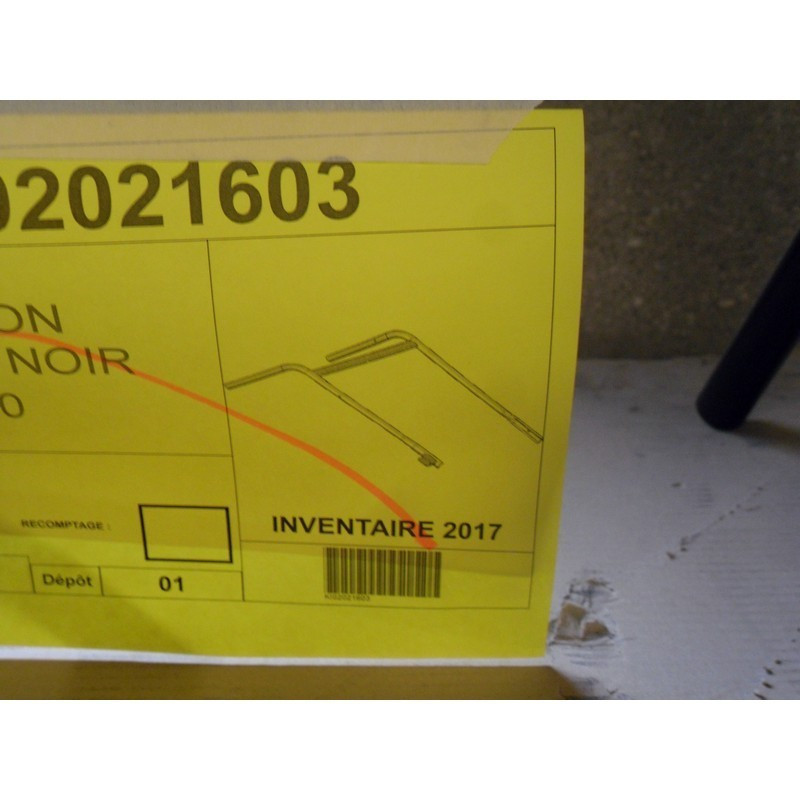 02021603
ON
NOIR
0
RECOMPTAGE :
INVENTAIRE 2017
Dépôt 01